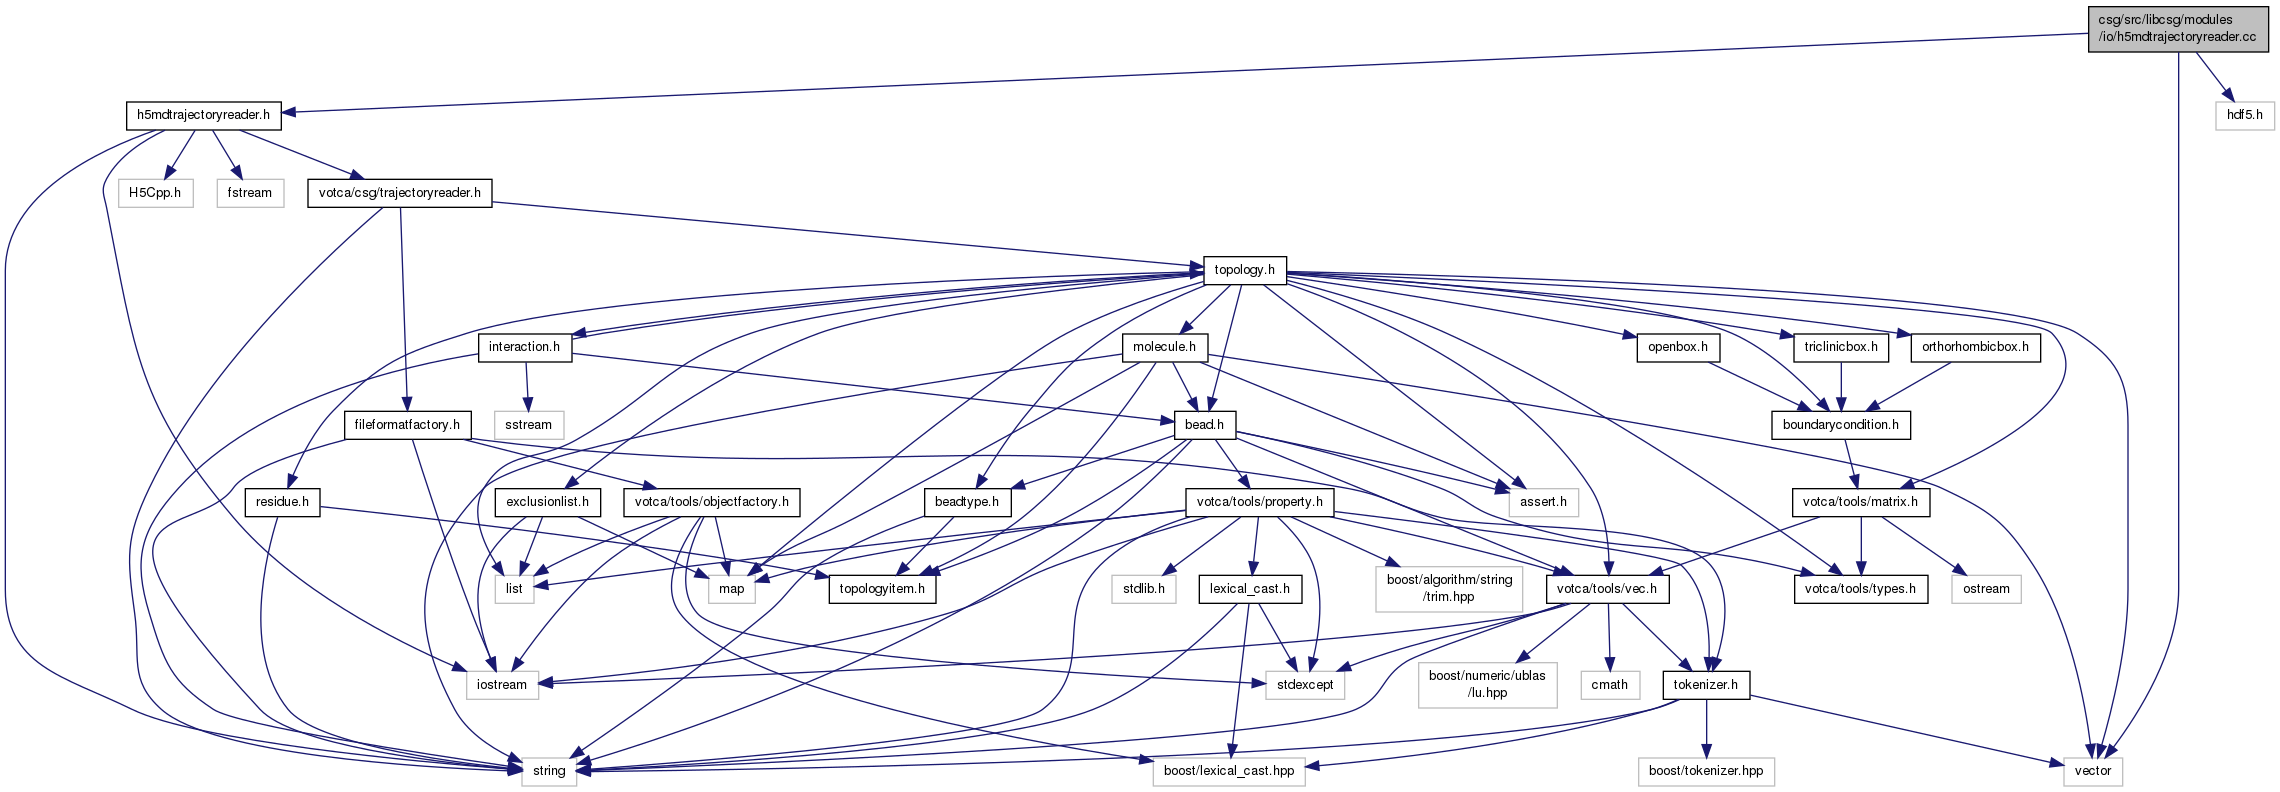 csg/src/libcsg/modules
/io/h5mdtrajectoryreader.cc
h5mdtrajectoryreader.h
hdf5.h
H5Cpp.h
fstream
votca/csg/trajectoryreader.h
topology.h
interaction.h
molecule.h
openbox.h
triclinicbox.h
orthorhombicbox.h
fileformatfactory.h
sstream
bead.h
boundarycondition.h
residue.h
exclusionlist.h
votca/tools/objectfactory.h
beadtype.h
votca/tools/property.h
assert.h
votca/tools/matrix.h
list
map
topologyitem.h
stdlib.h
lexical_cast.h
boost/algorithm/string
/trim.hpp
votca/tools/vec.h
votca/tools/types.h
ostream
iostream
stdexcept
boost/numeric/ublas
/lu.hpp
cmath
tokenizer.h
string
boost/lexical_cast.hpp
boost/tokenizer.hpp
vector